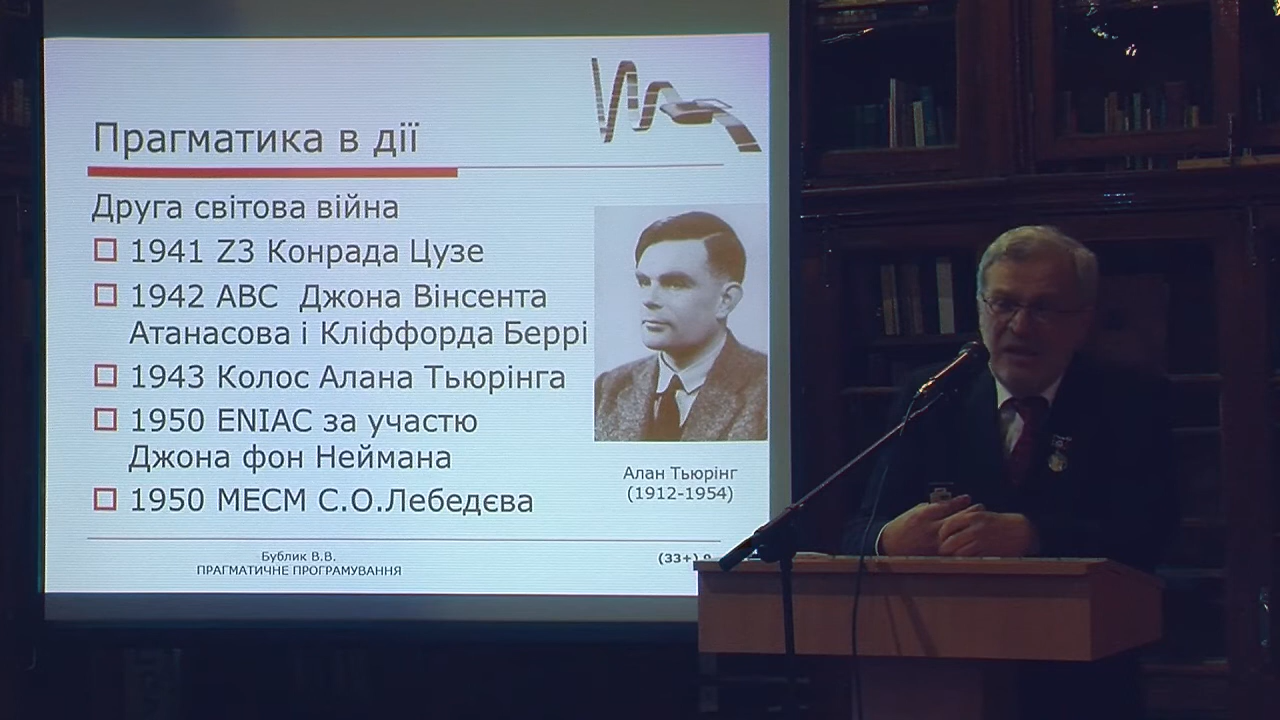 Прагматика в дії
Друга світова війна
1941 Z3 Конрада Цузе
1942 ABC Джона Вінсента
Атанасова і Кліффорда Беррі
1943 Колос Алана Тьюрінга
1950 ENIAC за участю
Джона фон Неймана
1950 МЕСМ С.О.Лебедєва
Алан Тьюрінг
(1912-1954)
Бублик В.В.
ПРАГМАТИЧНЕ ПРОГРАМУВАННЯ
(33+)